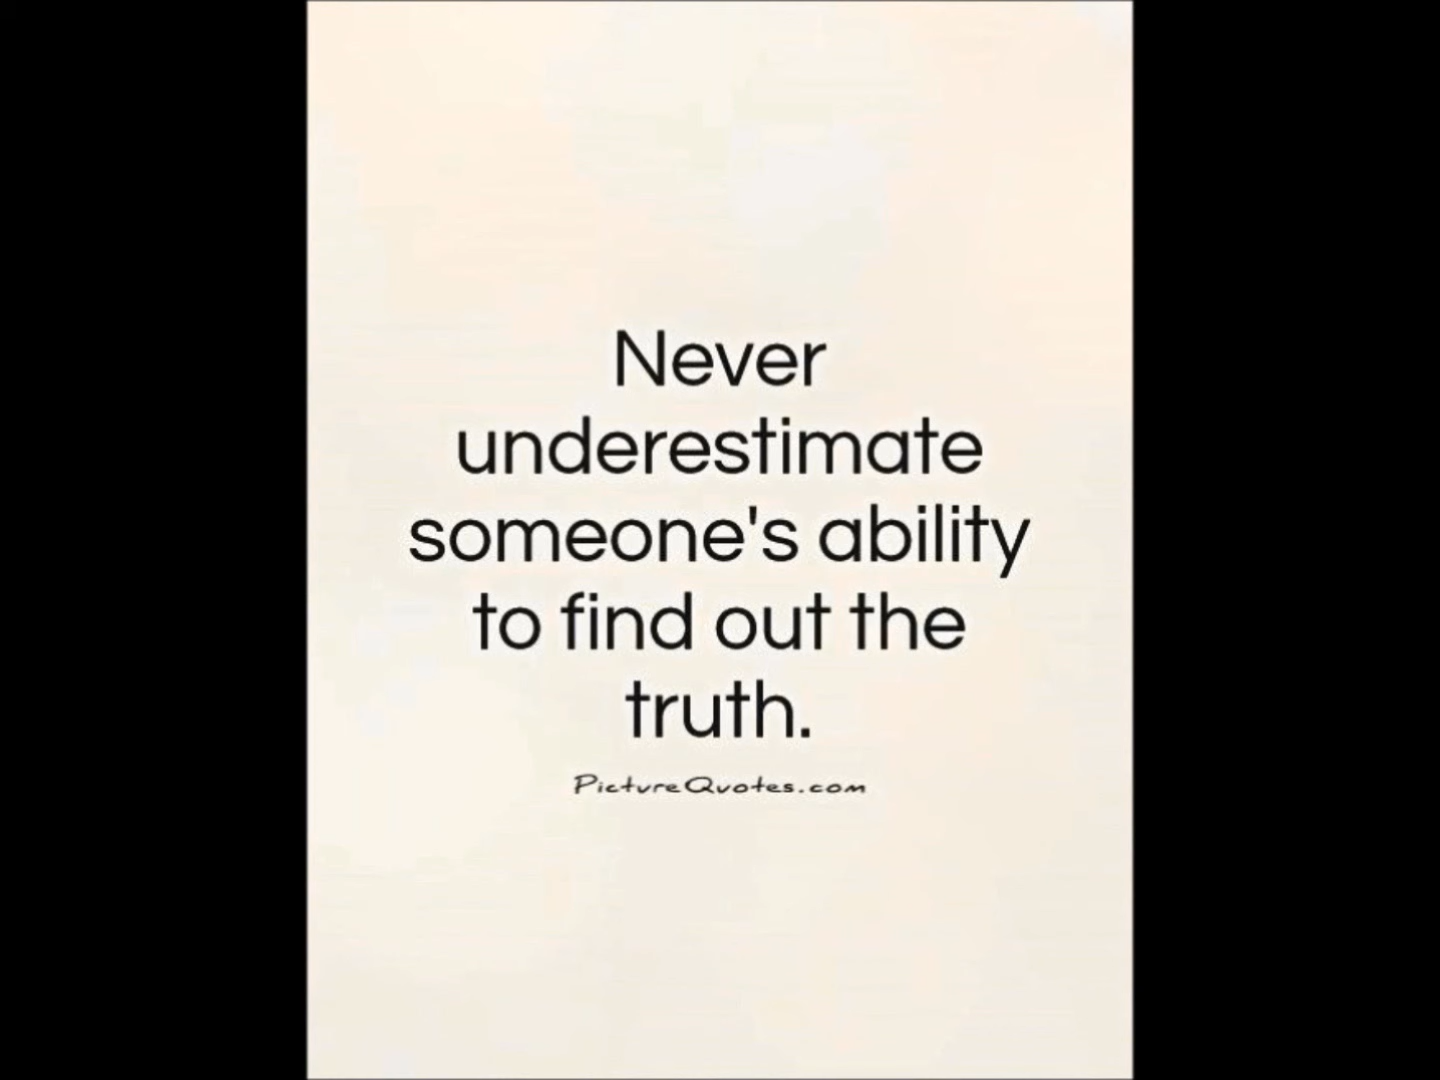 Never
underestimate
someone's ability
to find out the
truth.
PictureQuotes.com